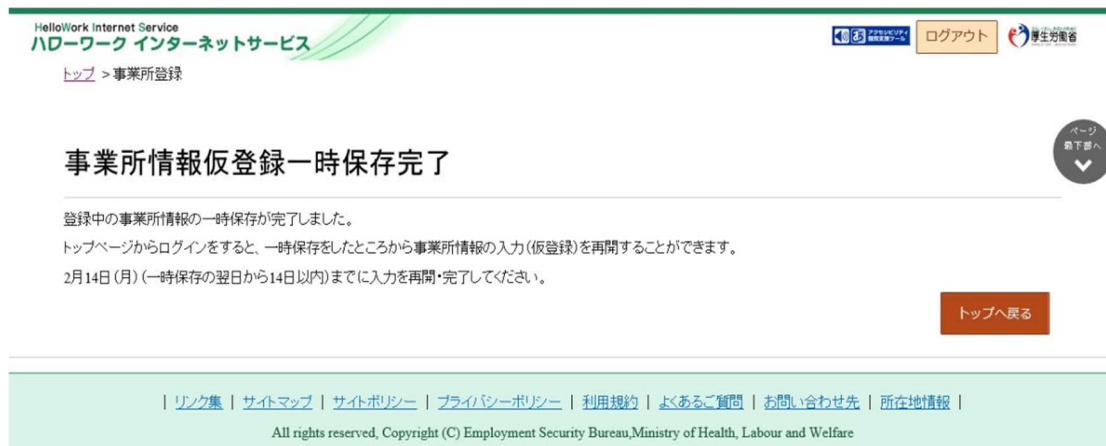 HelloWork Internet Service
ハローワーク インターネットサービス
ログアウト
厚生労働省
トップ > 事業所登録
ページ
最下部へ
事業所情報仮登録一時保存完了
登録中の事業所情報の一時保存が完了しました。
トップページからログインをすると、一時保存をしたところから事業所情報の入力(仮登録)を再開することができます。
2月14日(月)(一時保存の翌日から14日以内)までに入力を再開・完了してください。
トップへ戻る
| リンク集 | サイトマップ | サイトポリシー | プライバシーポリシー | 利用規約 | よくあるご質問 | お問い合わせ先 | 所在地情報 |
All rights reserved, Copyright (C) Employment Security Bureau,Ministry of Health, Labour and Welfare